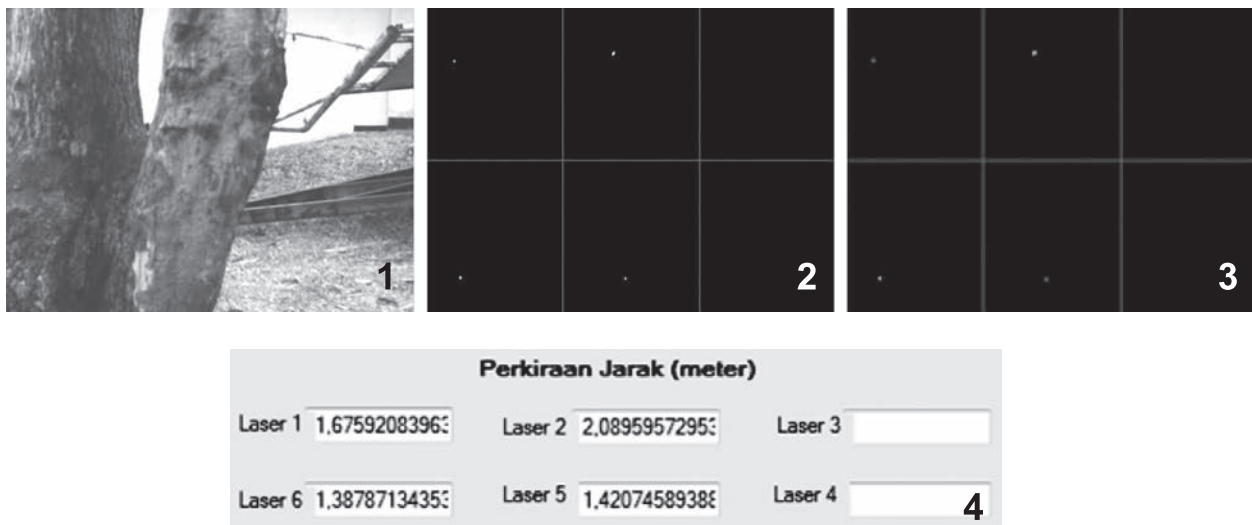 1
2
3
Perkiraan Jarak (meter)
Laser 1 1,67592083963 Laser 2 2,08959572953 Laser 3
Laser 6 1,38787134353 Laser 5 1,42074589388 Laser 4
4